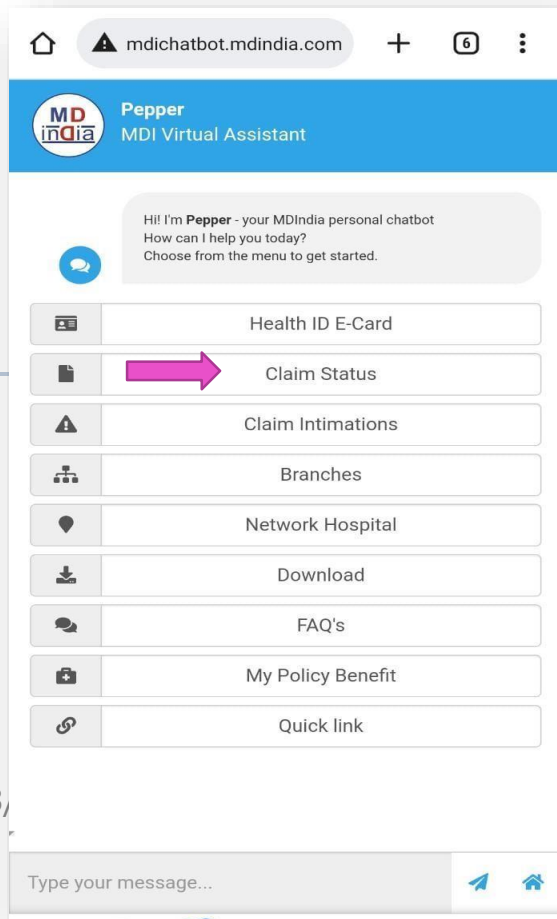 mdichatbot.mdindia.com
6
MD
india
Pepper
MDI Virtual Assistant
Hi! I'm Pepper - your MDIndia personal chatbot
How can I help you today?
Choose from the menu to get started.
Health ID E-Card
Claim Status
Claim Intimations
Branches
Network Hospital
Download
FAQ's
My Policy Benefit
Quick link
Type your message...